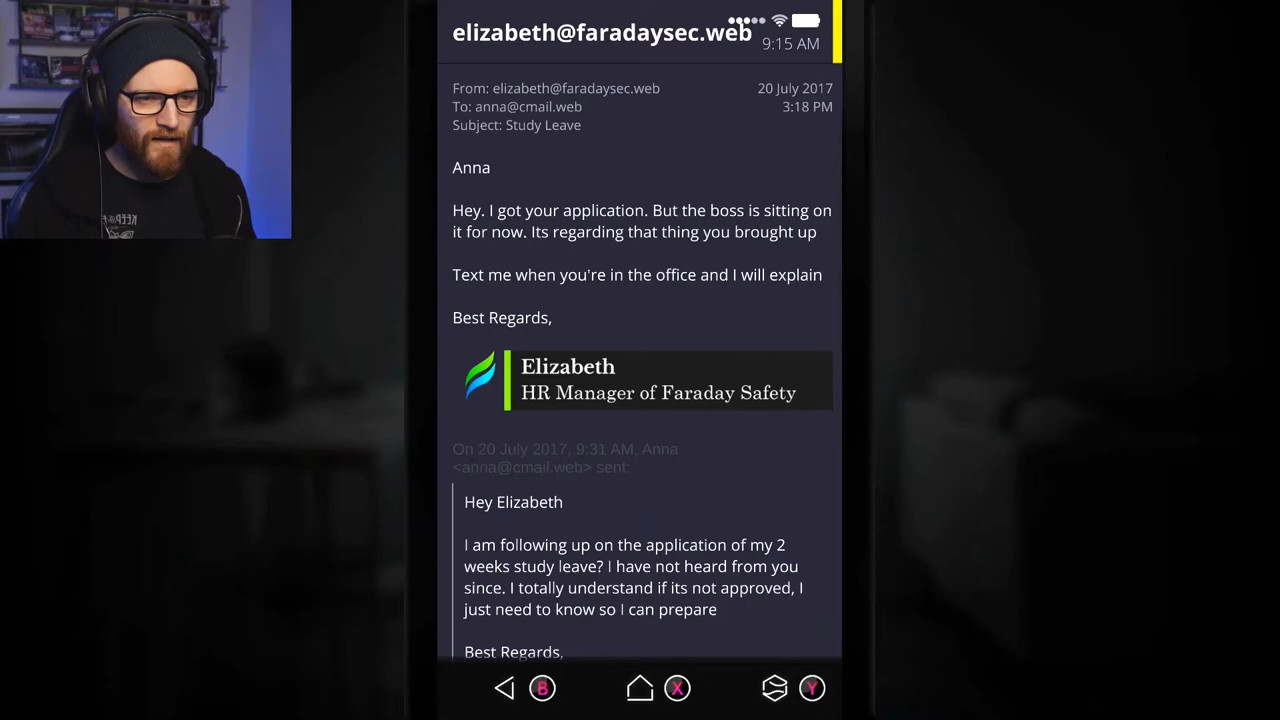 elizabeth@faradaysec.web
9:15 AM
From: elizabeth@faradaysec.web
20 July 2017
To: anna@cmail.web
3:18 PM
Subject: Study Leave
Anna
Hey. I got your application. But the boss is sitting on
it for now. Its regarding that thing you brought up
Text me when you're in the office and I will explain
Best Regards,
Elizabeth
HR Manager of Faraday Safety
On 20 July 2017, 9:31 AM, Anna
<anna@cmail.web> sent:
Hey Elizabeth
I am following up on the application of my 2
weeks study leave? I have not heard from you
since. I totally understand if its not approved, I
just need to know so I can prepare
Best Regards,
B
X
Y